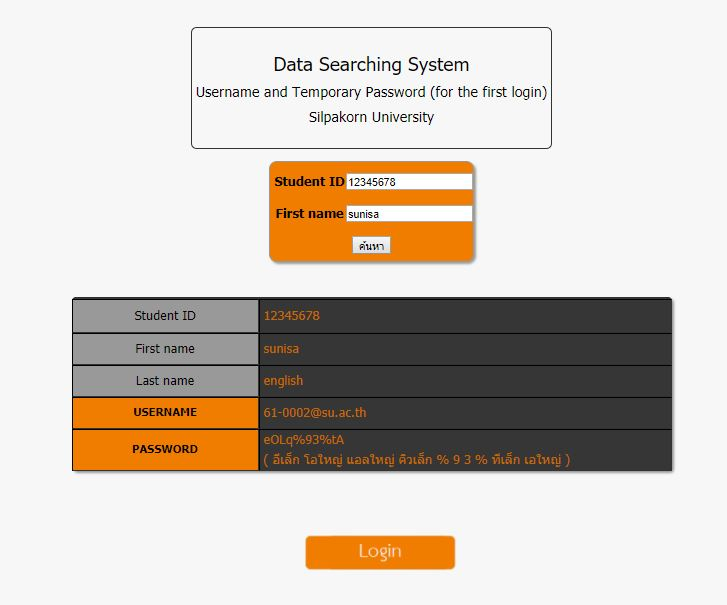 Data Searching System
Username and Temporary Password (for the first login)
Silpakorn University
Student ID 12345678
First name sunisa
ค้นหา
Student ID 12345678
First name sunisa
Last name english
USERNAME 61-0002@su.ac.th
PASSWORD eOLq%93%tA
( อีเล็ก โอใหญ่ แอลใหญ่ คิวเล็ก % 9 3 % ทีเล็ก เอใหญ่ )
Login